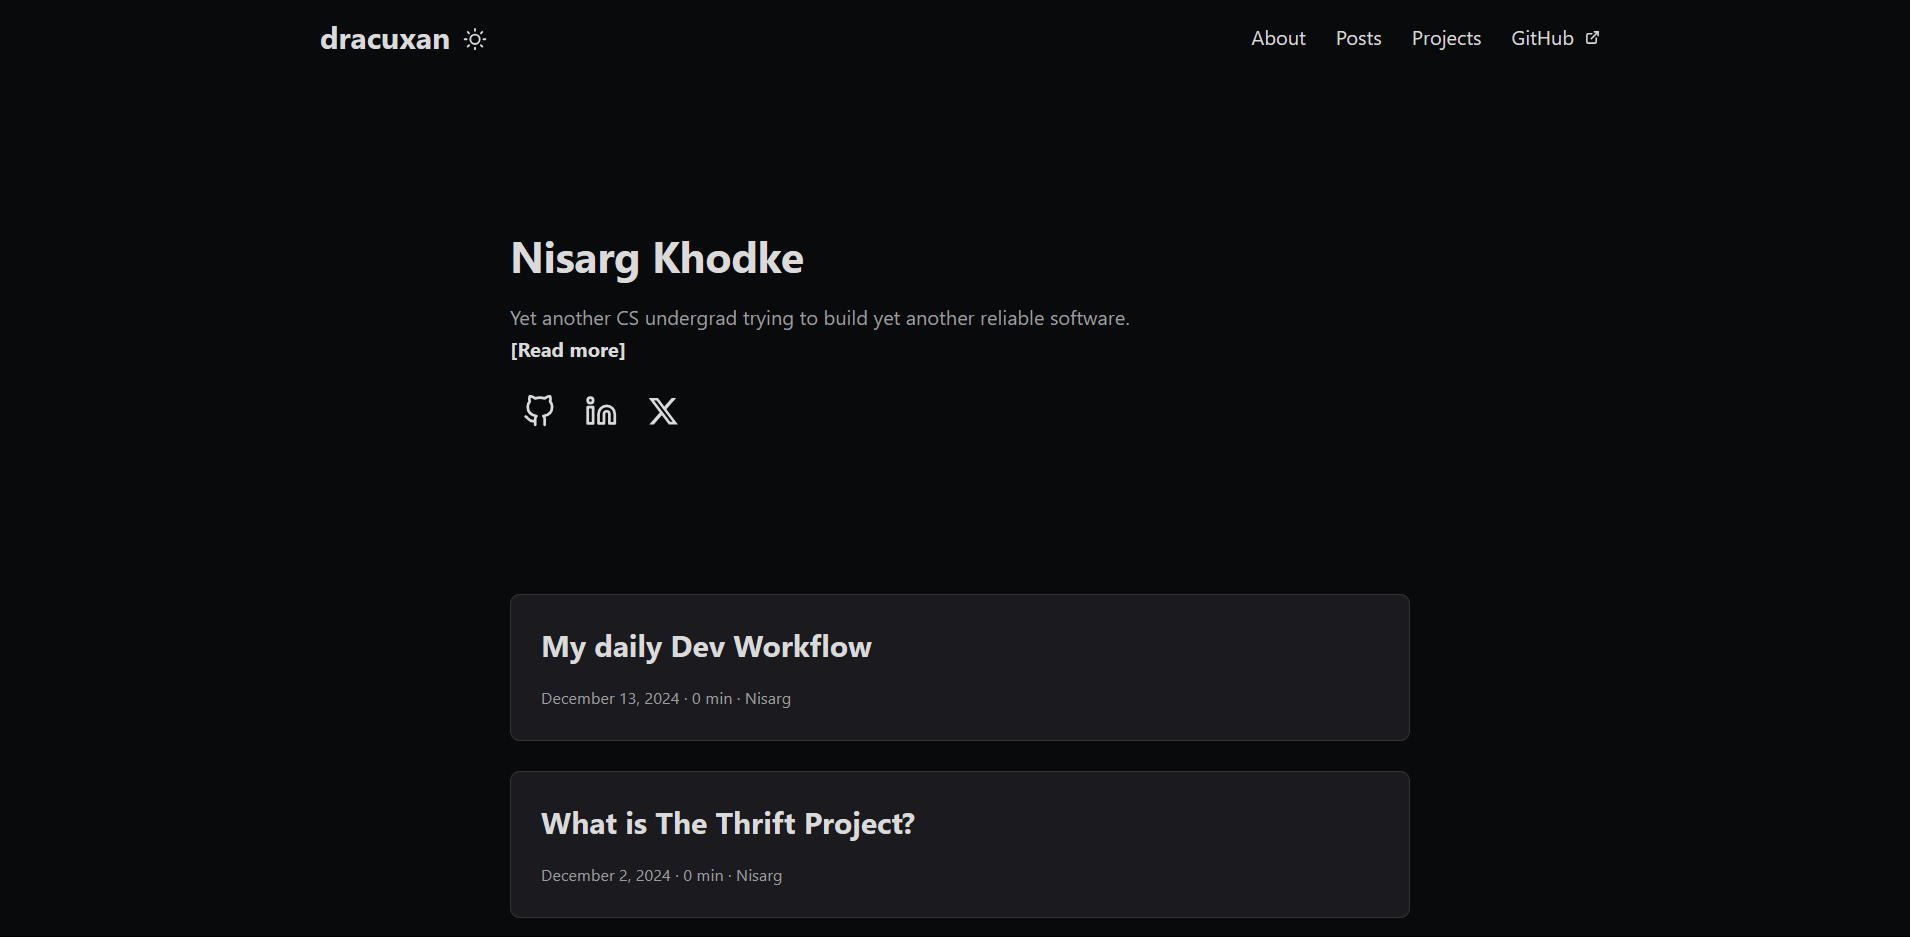 dracuxan
About Posts Projects GitHub
Nisarg Khodke
Yet another CS undergrad trying to build yet another reliable software.
[Read more]
My daily Dev Workflow
December 13, 2024 · 0 min · Nisarg
What is The Thrift Project?
December 2, 2024 · 0 min · Nisarg